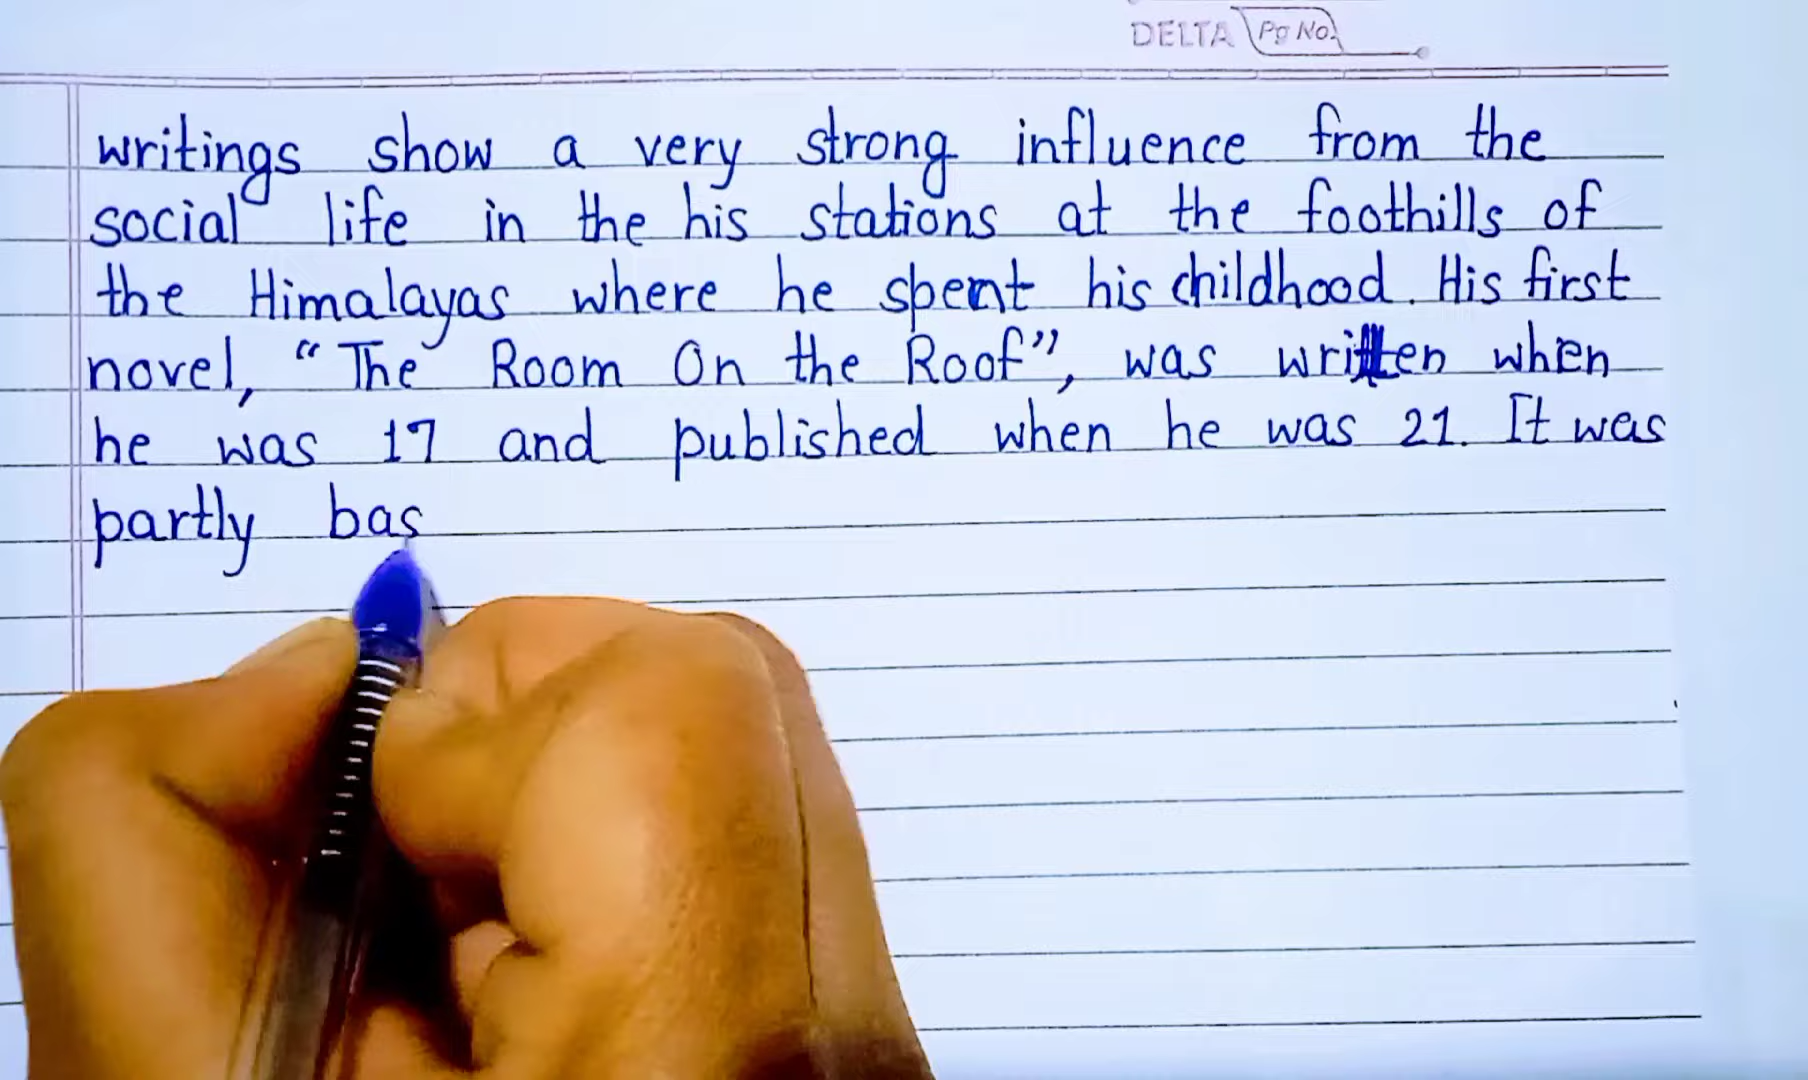 DELTA Pg No.
writings show a very strong influence from the
social life in the his stations at the foothills of
the Himalayas where he spent his childhood. His first
novel, “The Room On the Roof”, was written when
he was 17 and published when he was 21. It was
partly bas